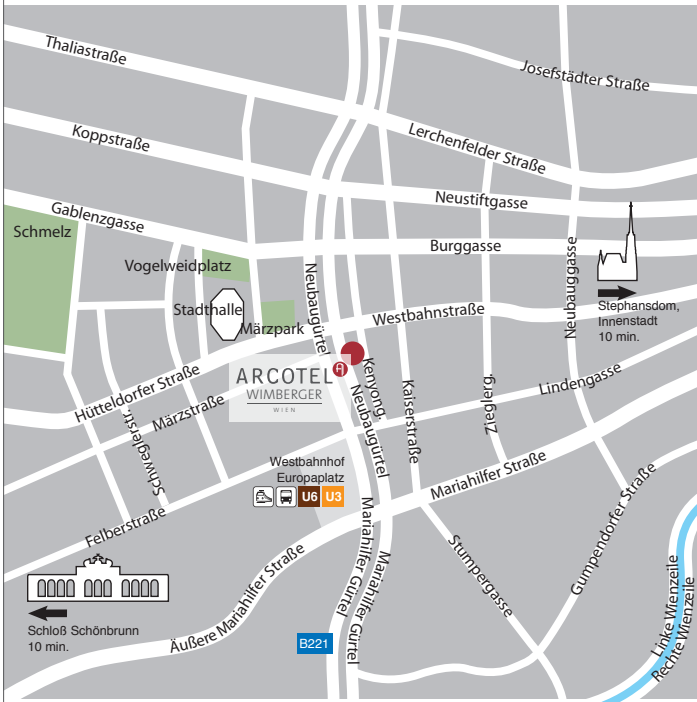 Thaliastraße
Josefstädter Straße
Lerchenfelder Straße
Koppstraße
Neustiftgasse
Gablenzgasse
Schmelz
Burggasse
Vogelweidplatz
Neubaugürtel
Neubauggasse
Stadthalle
Märzpark
Westbahnstraße
Stephansdom,
Innenstadt
10 min.
Hütteldorfer Straße
ARCOTEL
WIMBERGER
WIEN
Kenyong.
Neubaugürtel
Kaiserstraße
Zieglerg.
Lindengasse
Märzstraße
Schweglerstr.
Westbahnhof
Europaplatz
U6 U3
Mariahilfer Straße
Felberstraße
Mariahilfer Gürtel
Mariahilfer Gürtel
Stumpergasse
Gumpendorfer Straße
Äußere Mariahilfer Straße
Schloß Schönbrunn
10 min.
B221
Linke Wienzeile
Rechte Wienzeile